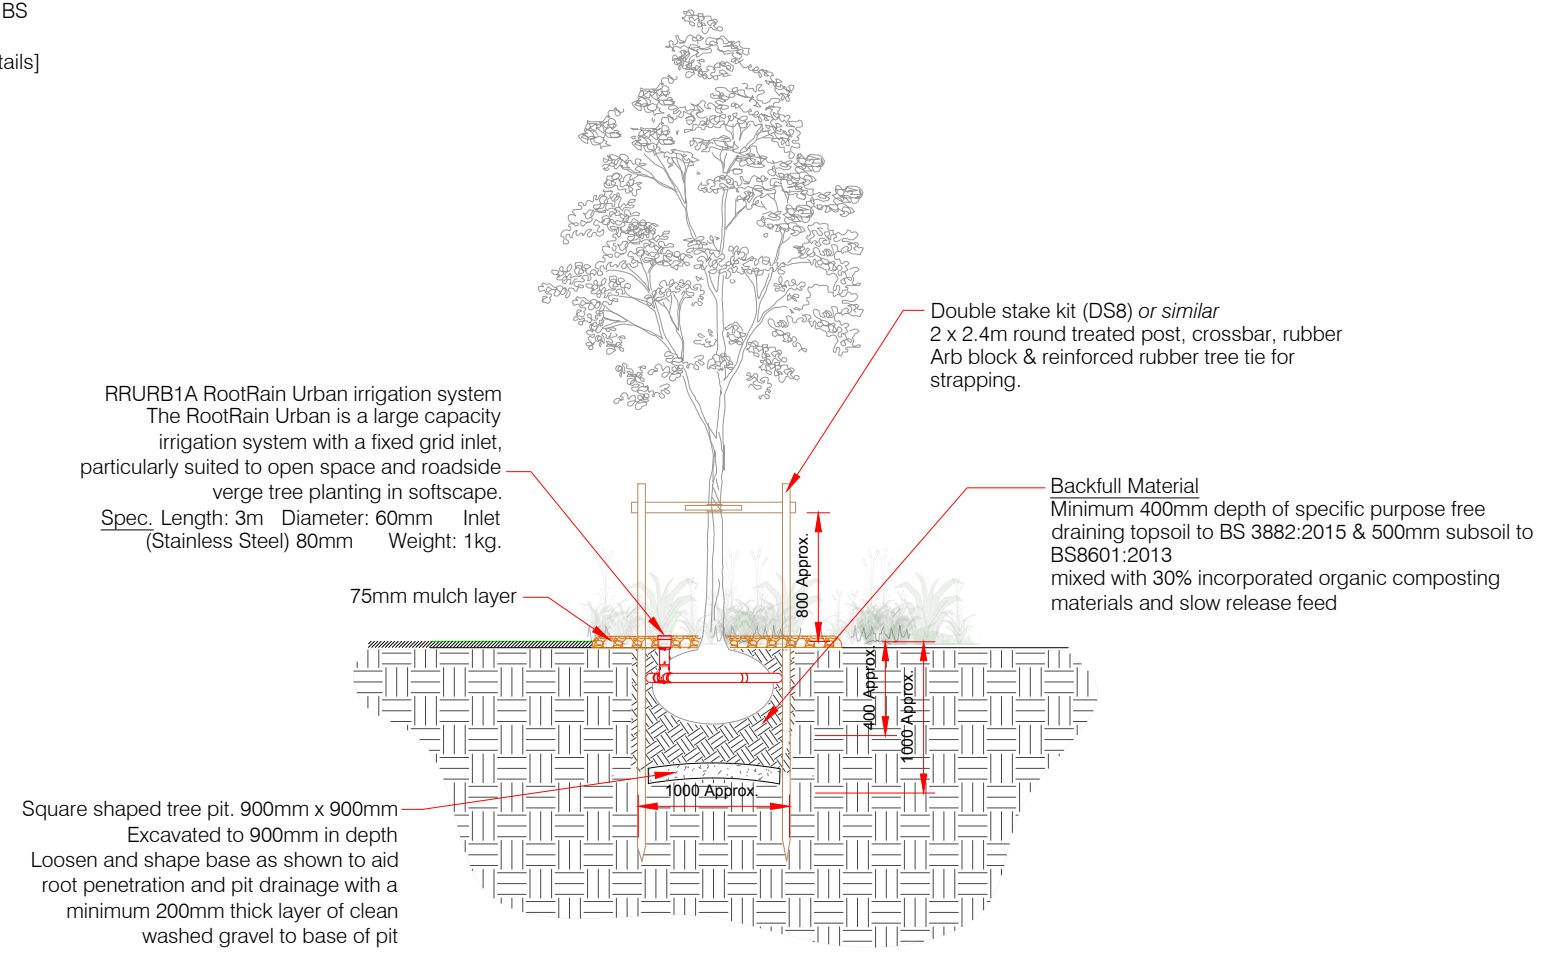 BS
tails]
Double stake kit (DS8) or similar
2 x 2.4m round treated post, crossbar, rubber
Arb block & reinforced rubber tree tie for
strapping.
RRURB1A RootRain Urban irrigation system
The RootRain Urban is a large capacity
irrigation system with a fixed grid inlet,
particularly suited to open space and roadside
verge tree planting in softscape.
Spec. Length: 3m Diameter: 60mm Inlet
(Stainless Steel) 80mm Weight: 1kg.
Backfull Material
Minimum 400mm depth of specific purpose free
draining topsoil to BS 3882:2015 & 500mm subsoil to
BS8601:2013
mixed with 30% incorporated organic composting
materials and slow release feed
75mm mulch layer
800 Approx.
400 Approx.
1000 Approx.
1000 Approx.
Square shaped tree pit. 900mm x 900mm
Excavated to 900mm in depth
Loosen and shape base as shown to aid
root penetration and pit drainage with a
minimum 200mm thick layer of clean
washed gravel to base of pit